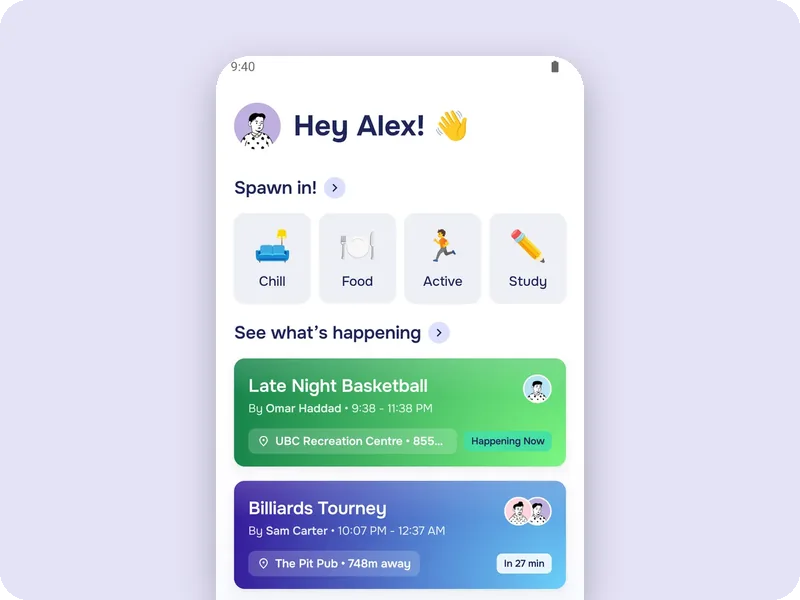 9:40
Hey Alex! 👋
Spawn in!
Chill
Food
Active
Study
See what’s happening
Late Night Basketball
By Omar Haddad • 9:38 - 11:38 PM
UBC Recreation Centre • 855...
Happening Now
Billiards Tourney
By Sam Carter • 10:07 PM - 12:37 AM
The Pit Pub • 748m away
In 27 min